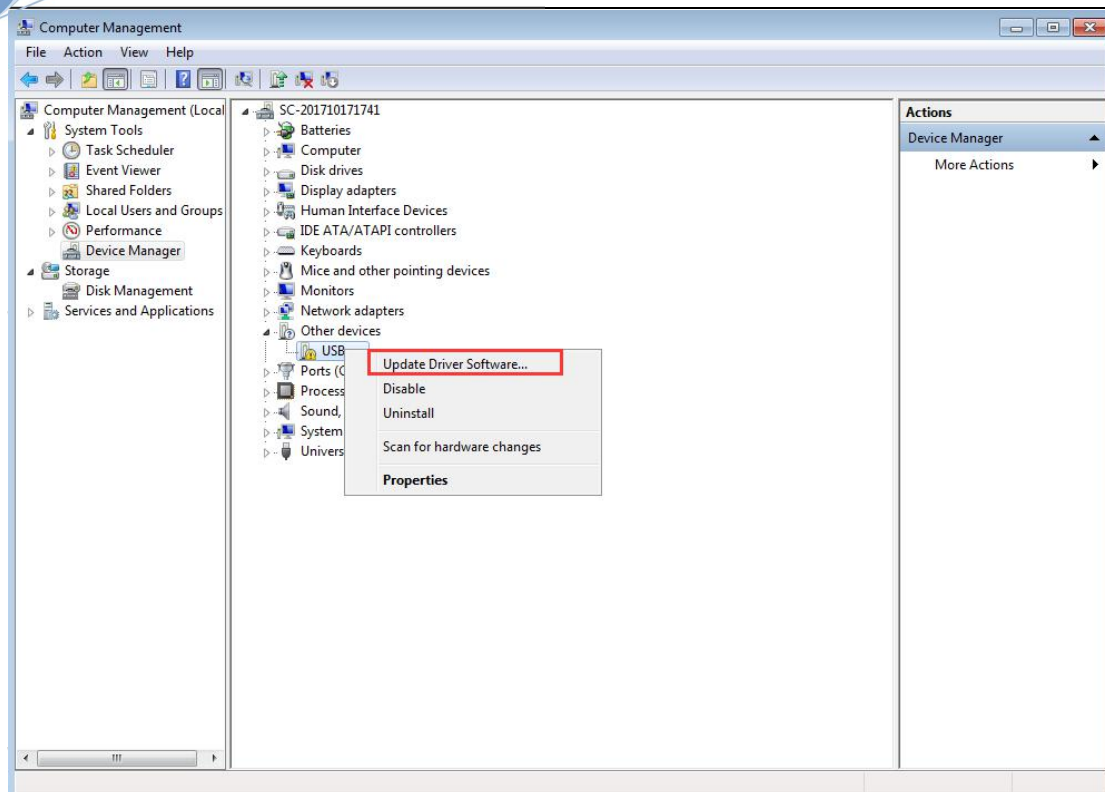 Computer Management
File Action View Help
Computer Management (Local
System Tools
Task Scheduler
Event Viewer
Shared Folders
Local Users and Groups
Performance
Device Manager
Storage
Disk Management
Services and Applications
SC-201710171741
Batteries
Computer
Disk drives
Display adapters
Human Interface Devices
IDE ATA/ATAPI controllers
Keyboards
Mice and other pointing devices
Monitors
Network adapters
Other devices
USB
Ports (C
Process
Sound,
System
Univers
Update Driver Software...
Disable
Uninstall
Scan for hardware changes
Properties
Actions
Device Manager
More Actions